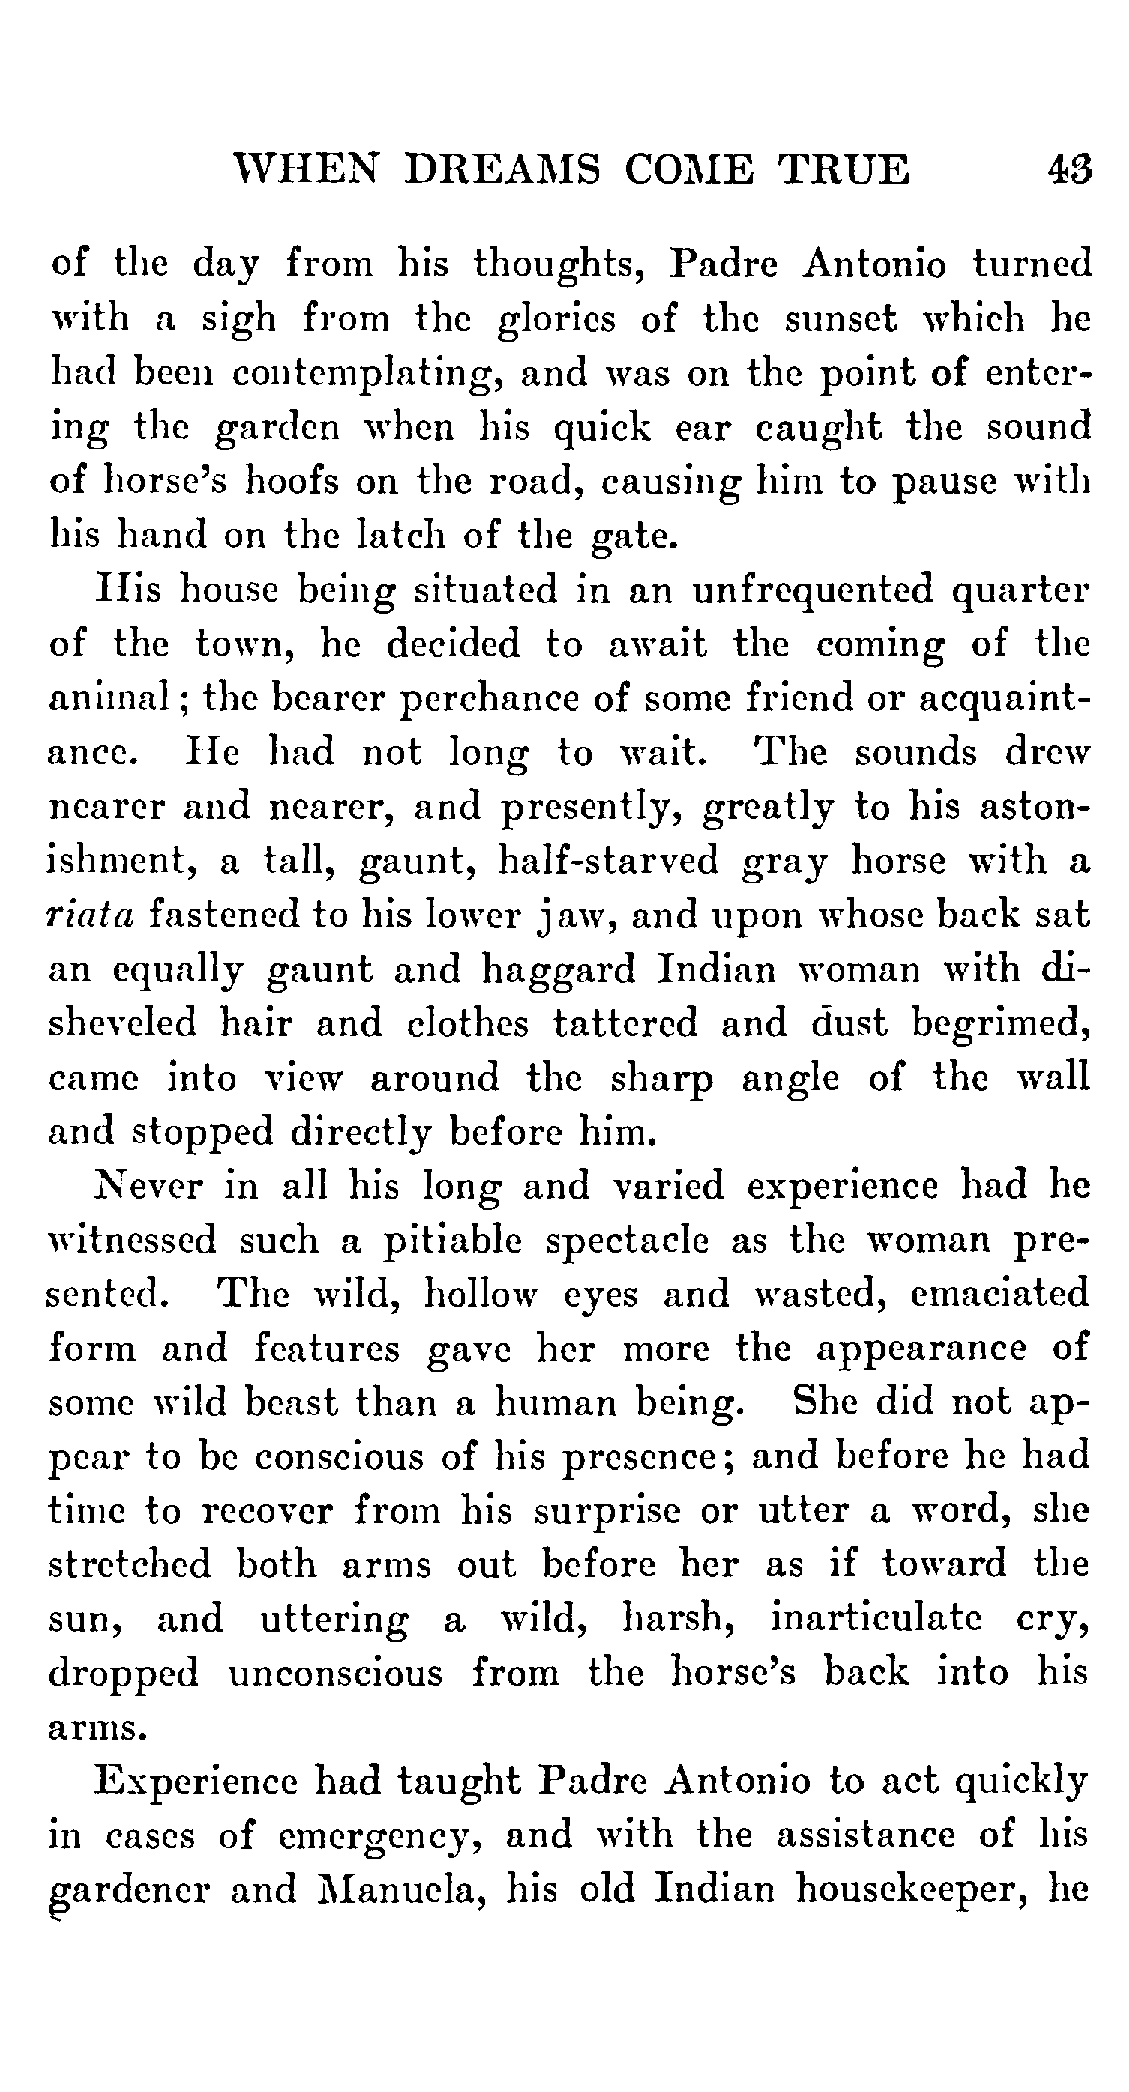 WHEN DREAMS COME TRUE 43
of the day from his thoughts, Padre Antonio turned
with a sigh from the glories of the sunset which he
had been contemplating, and was on the point of enter-
ing the garden when his quick ear caught the sound
of horse's hoofs on the road, causing him to pause with
his hand on the latch of the gate.
His house being situated in an unfrequented quarter
of the town, he decided to await the coming of the
animal; the bearer perchance of some friend or acquaint-
ance. He had not long to wait. The sounds drew
nearer and nearer, and presently, greatly to his aston-
ishment, a tall, gaunt, half-starved gray horse with a
riata fastened to his lower jaw, and upon whose back sat
an equally gaunt and haggard Indian woman with di-
sheveled hair and clothes tattered and dust begrimed,
came into view around the sharp angle of the wall
and stopped directly before him.
Never in all his long and varied experience had he
witnessed such a pitiable spectacle as the woman pre-
sented. The wild, hollow eyes and wasted, emaciated
form and features gave her more the appearance of
some wild beast than a human being. She did not ap-
pear to be conscious of his presence; and before he had
time to recover from his surprise or utter a word, she
stretched both arms out before her as if toward the
sun, and uttering a wild, harsh, inarticulate cry,
dropped unconscious from the horse's back into his
arms.
Experience had taught Padre Antonio to act quickly
in cases of emergency, and with the assistance of his
gardener and Manuela, his old Indian housekeeper, he